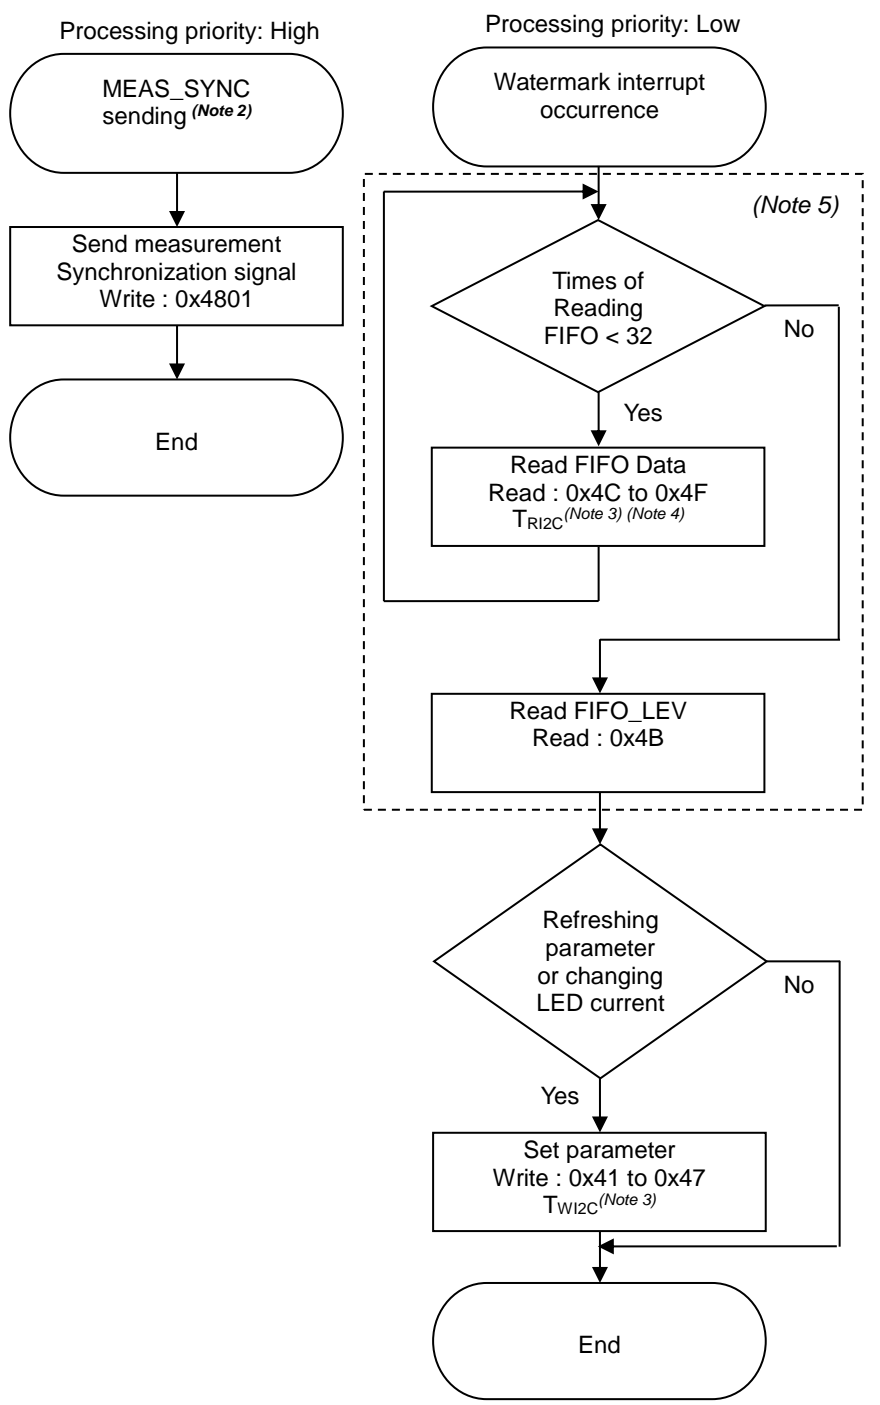 Processing priority: High
MEAS_SYNC
sending (Note 2)
Send measurement
Synchronization signal
Write : 0x4801
End
Processing priority: Low
Watermark interrupt
occurrence
(Note 5)
Times of
Reading
FIFO < 32
No
Yes
Read FIFO Data
Read : 0x4C to 0x4F
TRI2C(Note 3) (Note 4)
Read FIFO_LEV
Read : 0x4B
Refreshing
parameter
or changing
LED current
No
Yes
Set parameter
Write : 0x41 to 0x47
TWI2C(Note 3)
End